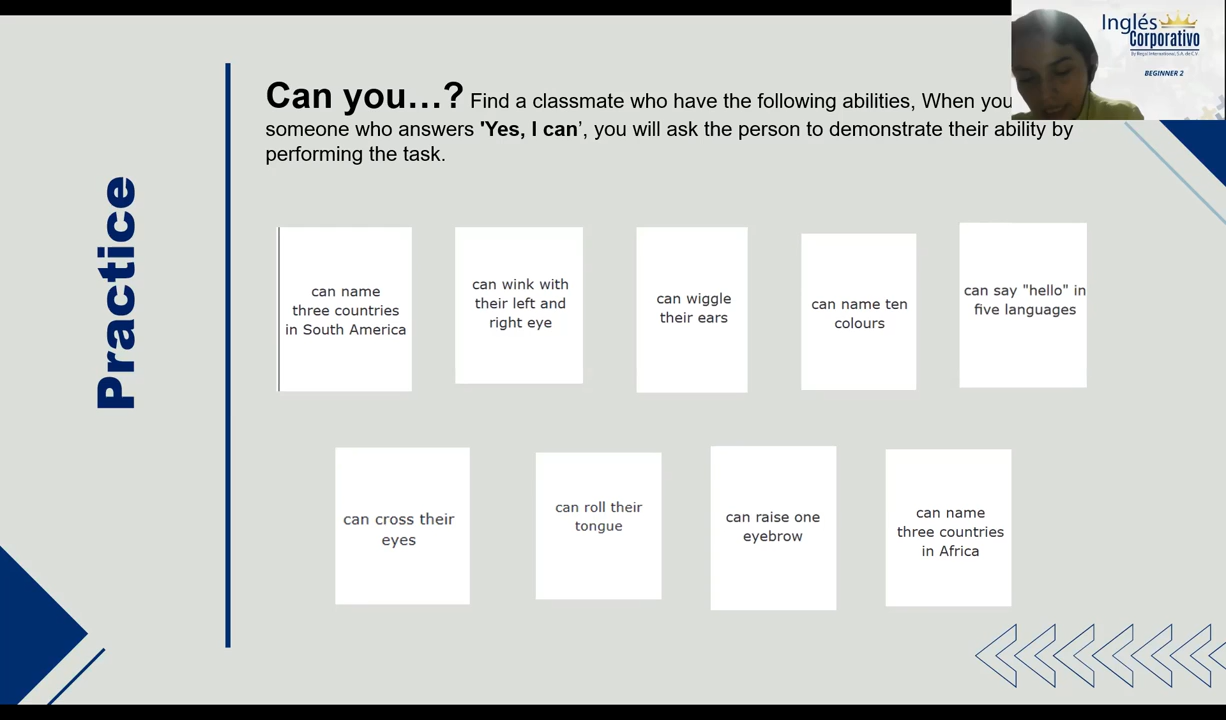 Inglés
Corporativo
By Regal International, S.A. de C.V.
BEGINNER 2
Practice
Can you...? Find a classmate who have the following abilities, When you
someone who answers 'Yes, I can’, you will ask the person to demonstrate their ability by
performing the task.
can name
three countries
in South America
can wink with
their left and
right eye
can wiggle
their ears
can name ten
colours
can say "hello" in
five languages
can cross their
eyes
can roll their
tongue
can raise one
eyebrow
can name
three countries
in Africa